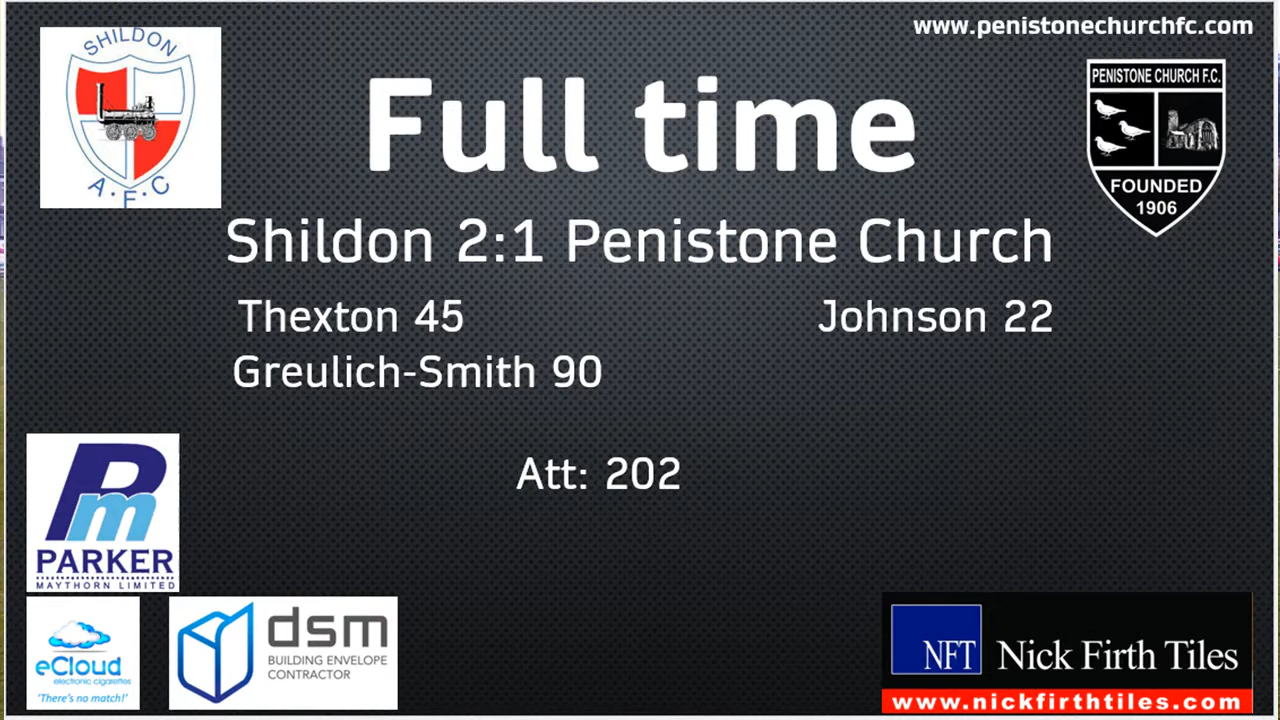 www.penistonechurchfc.com
SHILDON
A.F.C
PENISTONE CHURCH F.C.
FOUNDED
1906
Full time
Shildon 2:1 Penistone Church
Thexton 45
Johnson 22
Greulich-Smith 90
Att: 202
Pm
PARKER
MAYTHORN LIMITED
eCloud
electronic cigarettes
'There's no match!'
dsm
BUILDING ENVELOPE
CONTRACTOR
NFT Nick Firth Tiles
www.nickfirthtiles.com